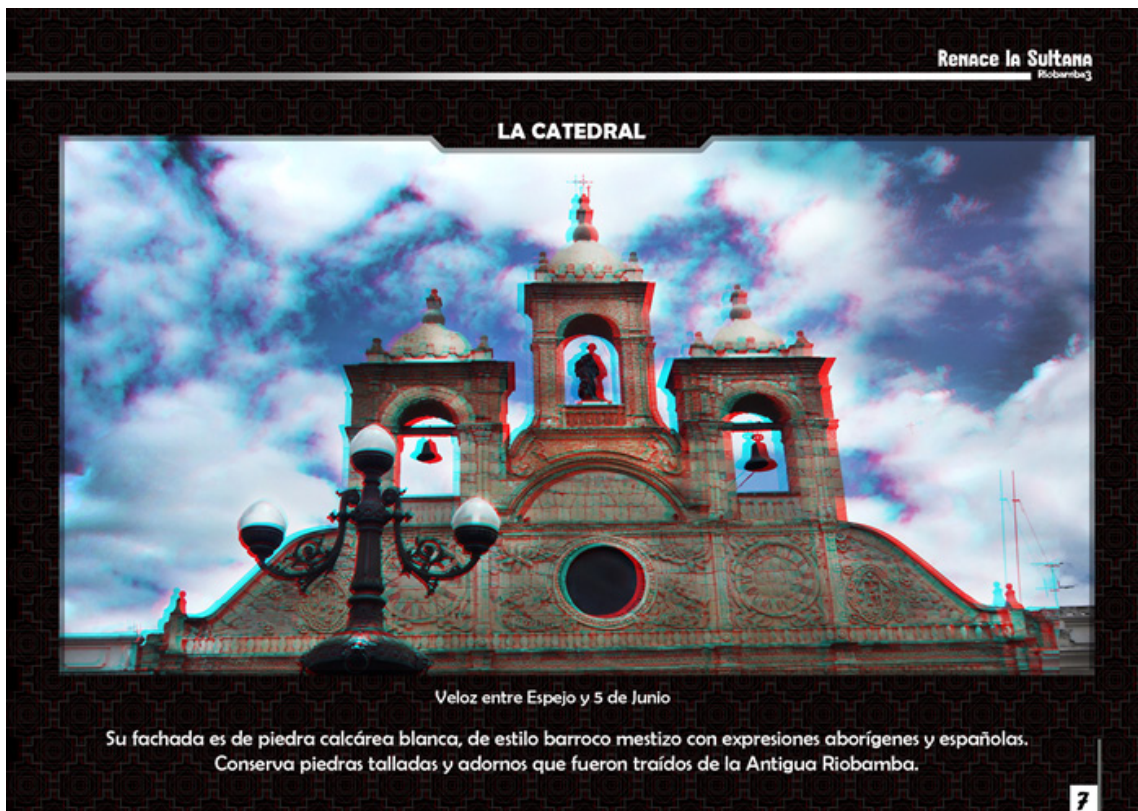 Renace la Sultana
Riobamba3
LA CATEDRAL
Veloz entre Espejo y 5 de Junio
Su fachada es de piedra calcárea blanca, de estilo barroco mestizo con expresiones aborígenes y españolas.
Conserva piedras talladas y adornos que fueron traídos de la Antigua Riobamba.
7